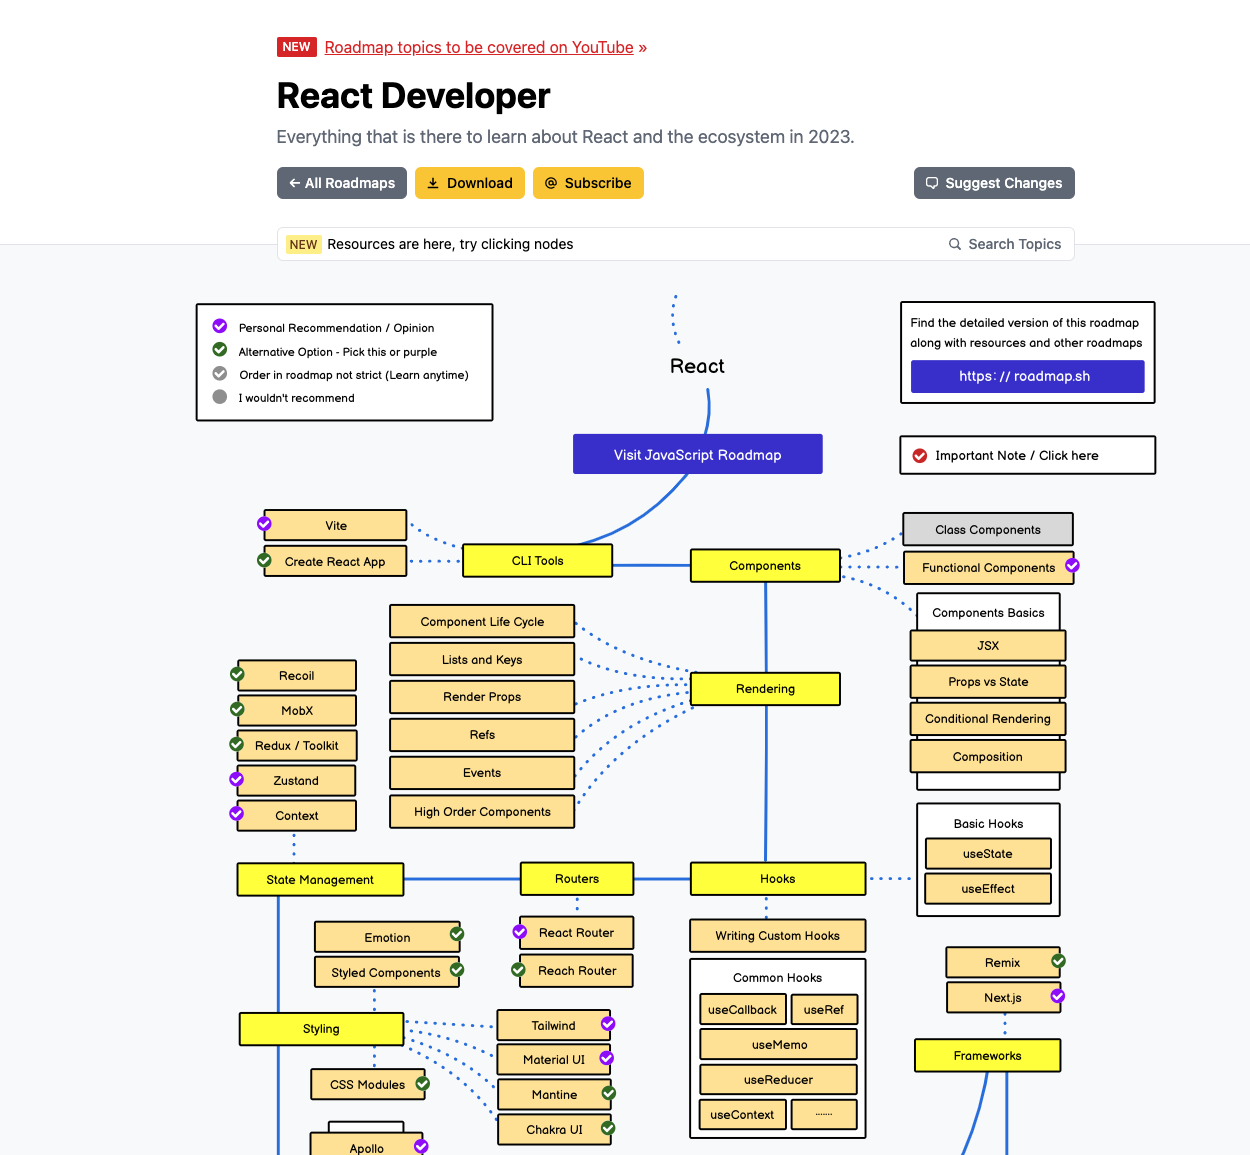 NEW Roadmap topics to be covered on YouTube »
React Developer
Everything that is there to learn about React and the ecosystem in 2023.
← All Roadmaps
Download
Subscribe
Suggest Changes
NEW Resources are here, try clicking nodes
Search Topics
Personal Recommendation / Opinion
Alternative Option - Pick this or purple
Order in roadmap not strict (Learn anytime)
I wouldn't recommend
React
Find the detailed version of this roadmap
along with resources and other roadmaps
https://roadmap.sh
Visit JavaScript Roadmap
Important Note / Click here
Vite
Create React App
CLI Tools
Components
Class Components
Functional Components
Components Basics
JSX
Props vs State
Conditional Rendering
Composition
Component Life Cycle
Lists and Keys
Render Props
Refs
Events
High Order Components
Rendering
Recoil
MobX
Redux / Toolkit
Zustand
Context
State Management
Routers
Hooks
Basic Hooks
useState
useEffect
Emotion
Styled Components
React Router
Reach Router
Writing Custom Hooks
Common Hooks
useCallback
useRef
useMemo
useReducer
useContext
.......
Remix
Next.js
Frameworks
Styling
Tailwind
Material UI
Mantine
Chakra UI
CSS Modules
Apollo